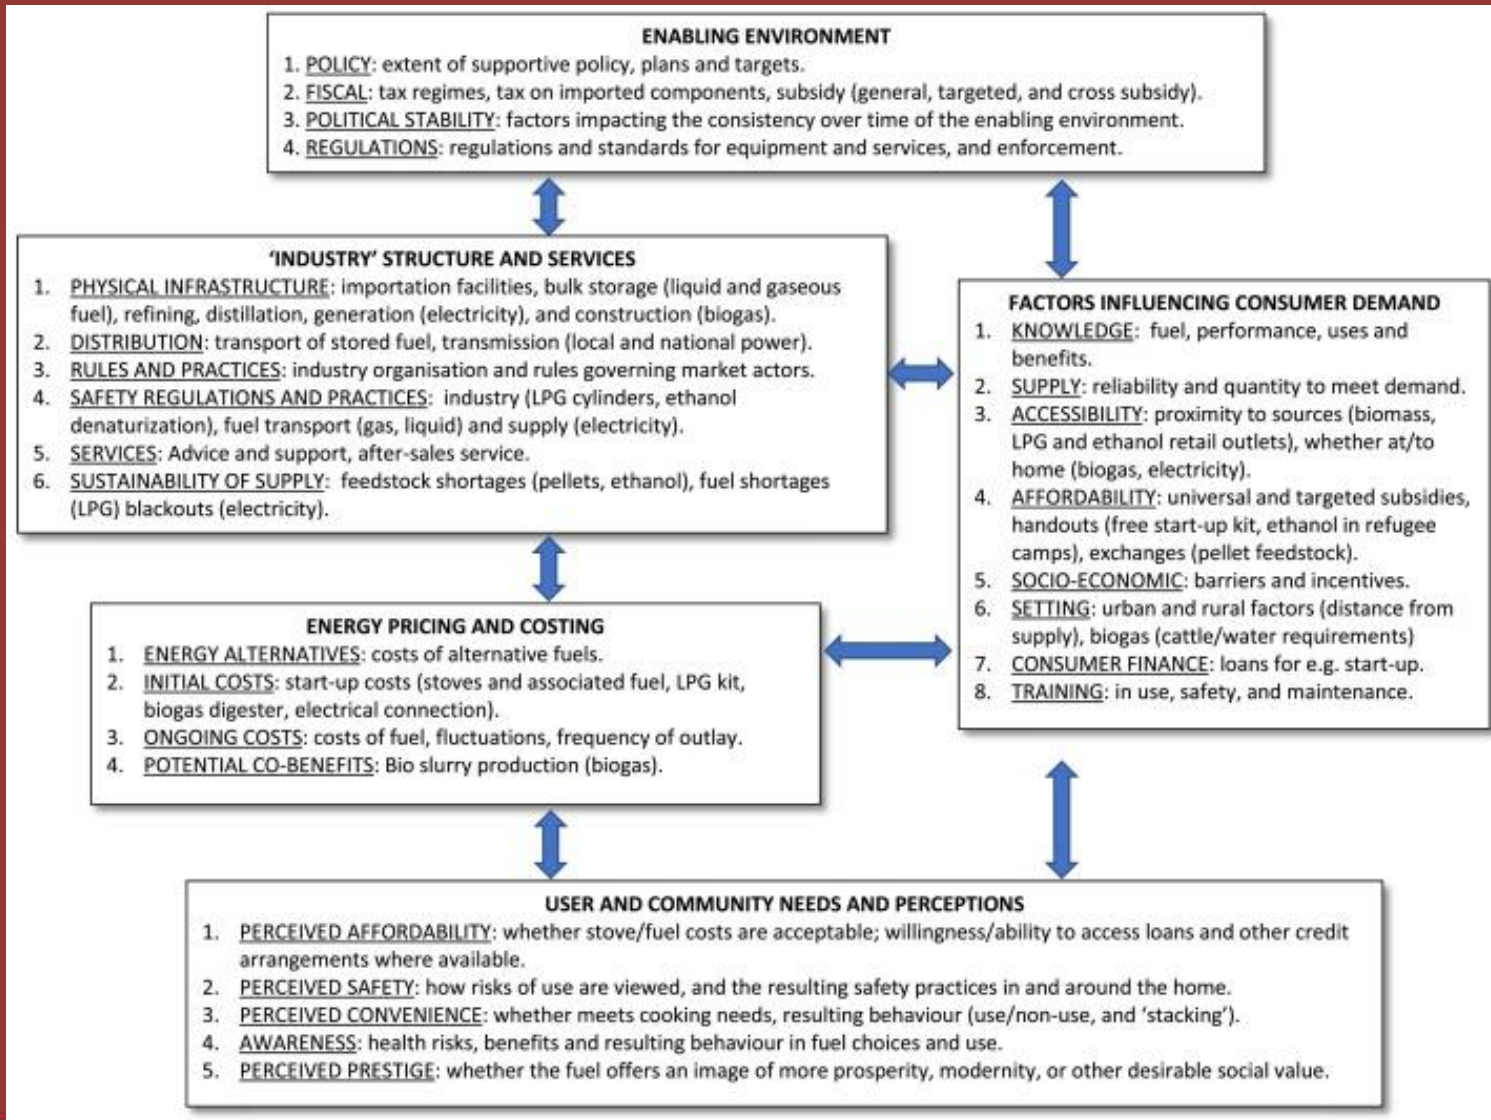 ENABLING ENVIRONMENT
1. POLICY: extent of supportive policy, plans and targets.
2. FISCAL: tax regimes, tax on imported components, subsidy (general, targeted, and cross subsidy).
3. POLITICAL STABILITY: factors impacting the consistency over time of the enabling environment.
4. REGULATIONS: regulations and standards for equipment and services, and enforcement.
‘INDUSTRY’ STRUCTURE AND SERVICES
1. PHYSICAL INFRASTRUCTURE: importation facilities, bulk storage (liquid and gaseous
fuel), refining, distillation, generation (electricity), and construction (biogas).
2. DISTRIBUTION: transport of stored fuel, transmission (local and national power).
3. RULES AND PRACTICES: industry organisation and rules governing market actors.
4. SAFETY REGULATIONS AND PRACTICES: industry (LPG cylinders, ethanol
denaturization), fuel transport (gas, liquid) and supply (electricity).
5. SERVICES: Advice and support, after-sales service.
6. SUSTAINABILITY OF SUPPLY: feedstock shortages (pellets, ethanol), fuel shortages
(LPG) blackouts (electricity).
FACTORS INFLUENCING CONSUMER DEMAND
1. KNOWLEDGE: fuel, performance, uses and
benefits.
2. SUPPLY: reliability and quantity to meet demand.
3. ACCESSIBILITY: proximity to sources (biomass,
LPG and ethanol retail outlets), whether at/to
home (biogas, electricity).
4. AFFORDABILITY: universal and targeted subsidies,
handouts (free start-up kit, ethanol in refugee
camps), exchanges (pellet feedstock).
5. SOCIO-ECONOMIC: barriers and incentives.
6. SETTING: urban and rural factors (distance from
supply), biogas (cattle/water requirements)
7. CONSUMER FINANCE: loans for e.g. start-up.
8. TRAINING: in use, safety, and maintenance.
ENERGY PRICING AND COSTING
1. ENERGY ALTERNATIVES: costs of alternative fuels.
2. INITIAL COSTS: start-up costs (stoves and associated fuel, LPG kit,
biogas digester, electrical connection).
3. ONGOING COSTS: costs of fuel, fluctuations, frequency of outlay.
4. POTENTIAL CO-BENEFITS: Bio slurry production (biogas).
USER AND COMMUNITY NEEDS AND PERCEPTIONS
1. PERCEIVED AFFORDABILITY: whether stove/fuel costs are acceptable; willingness/ability to access loans and other credit
arrangements where available.
2. PERCEIVED SAFETY: how risks of use are viewed, and the resulting safety practices in and around the home.
3. PERCEIVED CONVENIENCE: whether meets cooking needs, resulting behaviour (use/non-use, and ‘stacking’).
4. AWARENESS: health risks, benefits and resulting behaviour in fuel choices and use.
5. PERCEIVED PRESTIGE: whether the fuel offers an image of more prosperity, modernity, or other desirable social value.